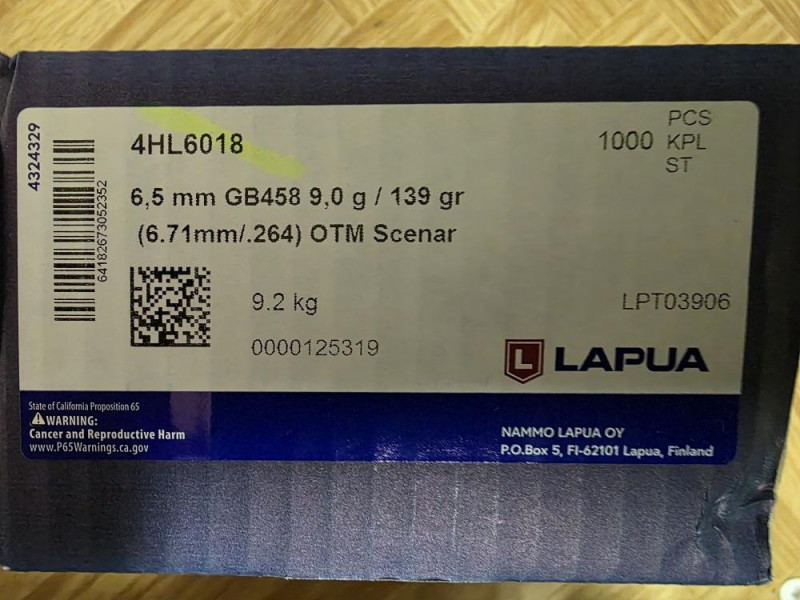 4324329
6418267305​2352
4HL6018
1000 PCS
KPL
ST
6,5 mm GB458 9,0 g / 139 gr
(6.71mm/.264) OTM Scenar
9.2 kg
LPT03906
0000125319
L LAPUA
State of California Proposition 65
WARNING:
Cancer and Reproductive Harm
www.P65Warnings.ca.gov
NAMMO LAPUA OY
P.O.Box 5, FI-62101 Lapua, Finland